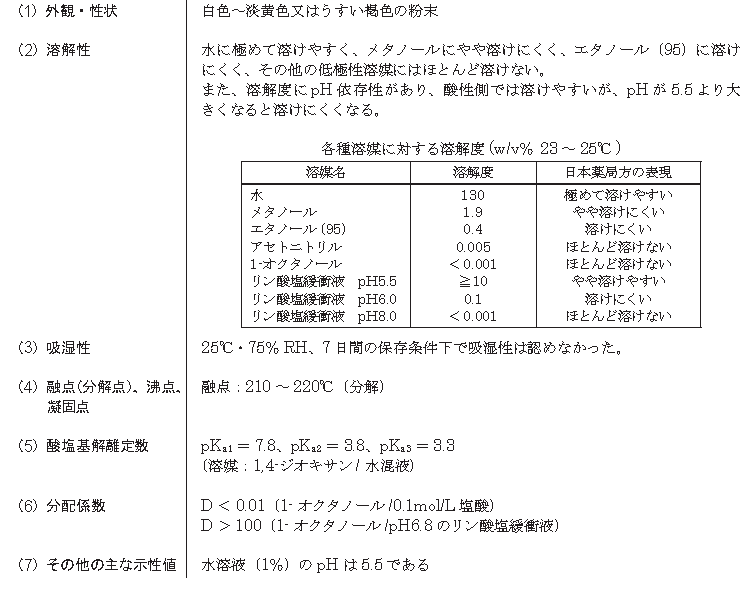 (1) 外観・性状 白色～淡黄色又はうすい褐色の粉末
(2) 溶解性 水に極めて溶けやすく、メタノールにやや溶けにくく、エタノール（95）に溶け
にくく、その他の低極性溶媒にはほとんど溶けない。
また、溶解度にpH依存性があり、酸性側では溶けやすいが、pHが5.5より大
きくなると溶けにくくなる。
各種溶媒に対する溶解度(w/v% 23～25℃)
溶媒名 溶解度 日本薬局方の表現
水 130 極めて溶けやすい
メタノール 1.9 やや溶けにくい
エタノール(95) 0.4 溶けにくい
アセトニトリル 0.005 ほとんど溶けない
1-オクタノール ＜0.001 ほとんど溶けない
リン酸塩緩衝液 pH5.5 ≧10 やや溶けやすい
リン酸塩緩衝液 pH6.0 0.1 溶けにくい
リン酸塩緩衝液 pH8.0 ＜0.001 ほとんど溶けない
(3) 吸湿性 25℃・75% RH、7日間の保存条件下で吸湿性は認めなかった。
(4) 融点(分解点)、沸点、 融点：210～220℃（分解）
凝固点
(5) 酸塩基解離定数 pKa1＝7.8、pKa2＝3.8、pKa3＝3.3
（溶媒：1,4-ジオキサン/水混液）
(6) 分配係数 D＜0.01（1-オクタノール/0.1mol/L塩酸）
D＞100（1-オクタノール/pH6.8のリン酸塩緩衝液）
(7) その他の主な示性値 水溶液（1%）のpHは5.5である